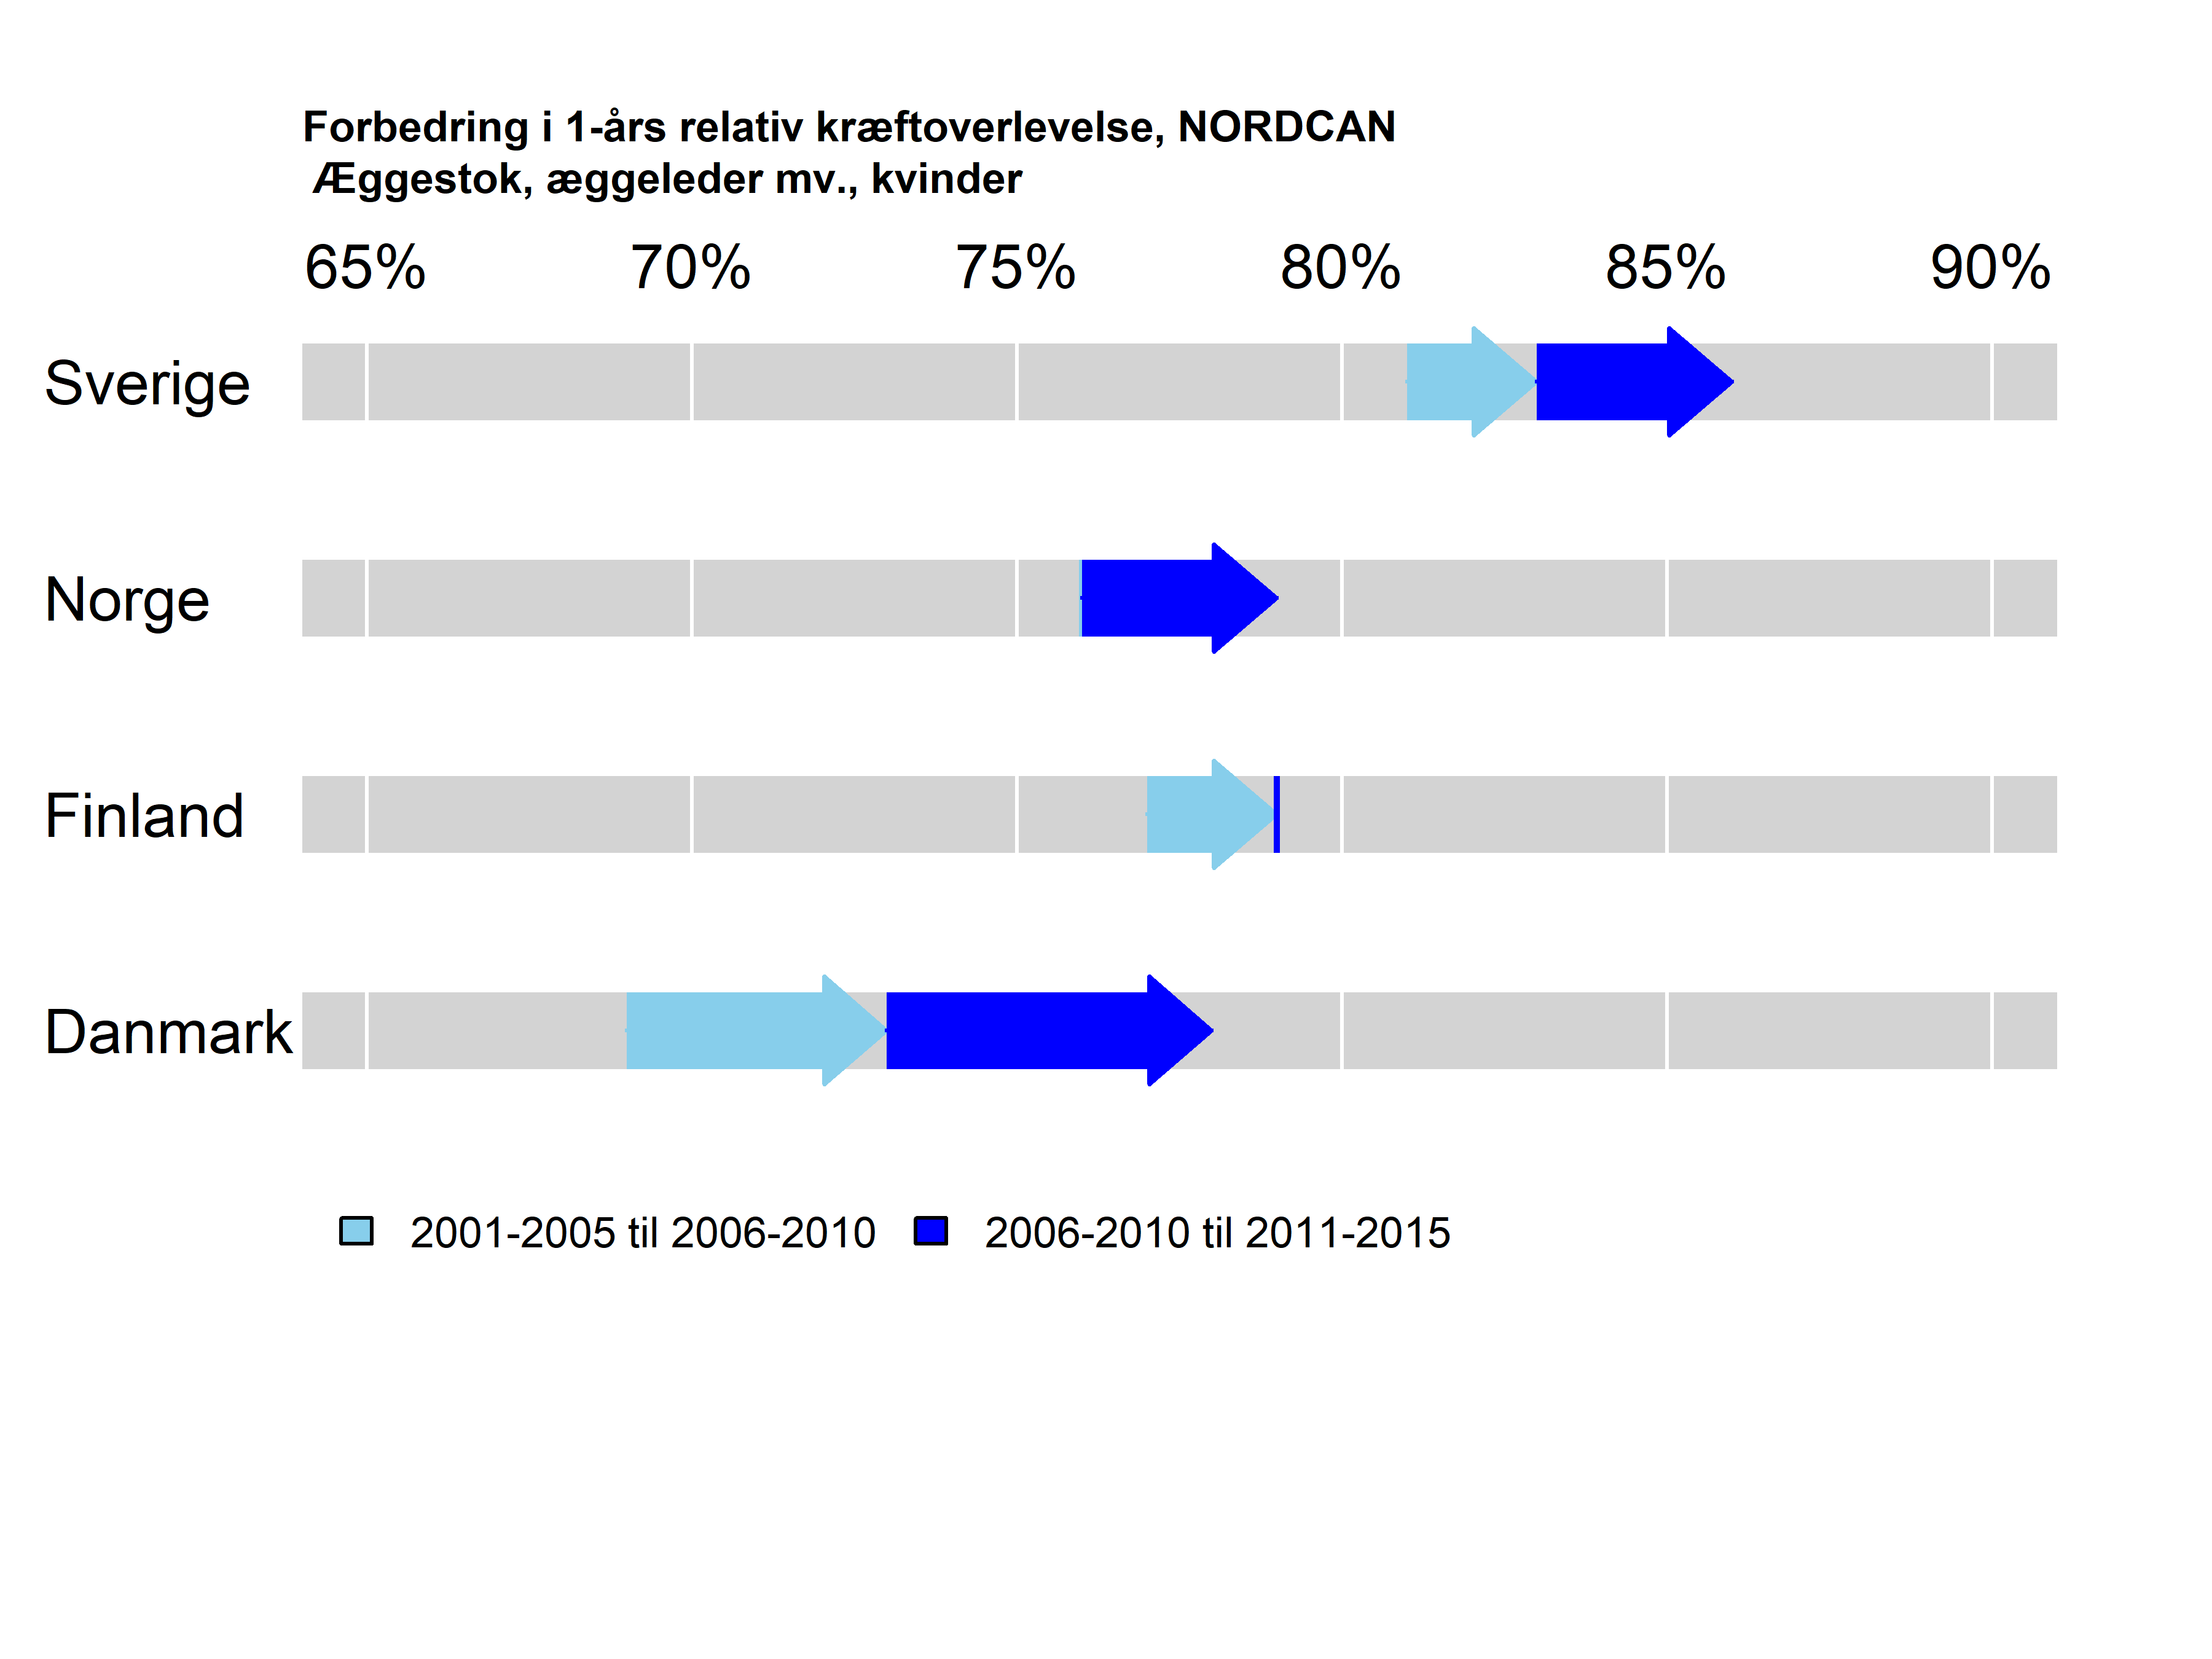 Forbedring i 1-års relativ kræftoverlevelse, NORDCAN
Æggestok, æggeleder mv., kvinder
65% 70% 75% 80% 85% 90%
Sverige
Norge
Finland
Danmark
2001-2005 til 2006-2010 2006-2010 til 2011-2015